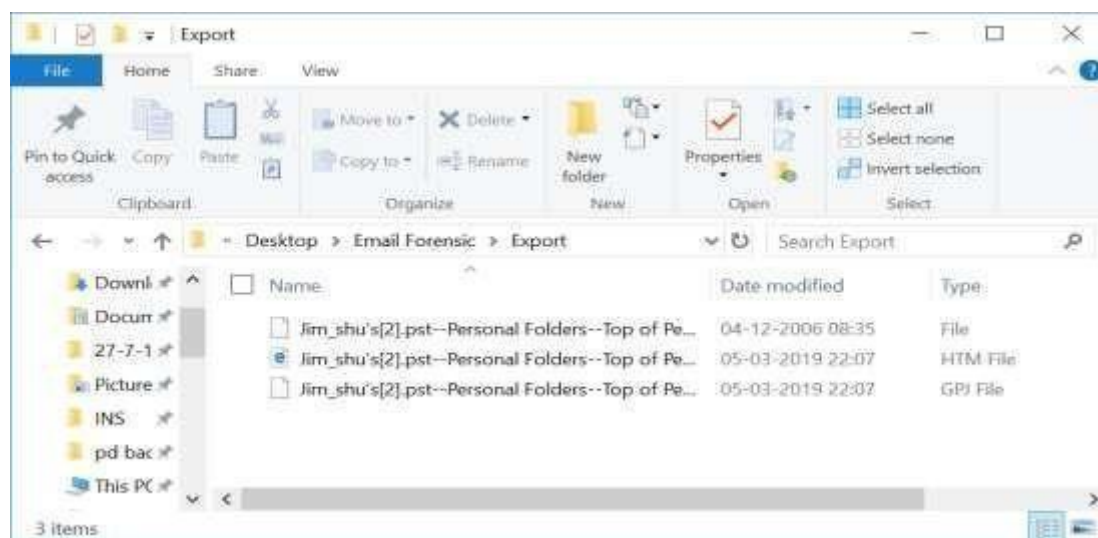 Export
File Home Share View
Pin to Quick access
Copy
Paste
Move to
Copy to
Delete
Rename
New folder
Properties
Select all
Select none
Invert selection
Clipboard Organize New Open Select
« Desktop > Email Forensic > Export
Search Export
Name Date modified Type
Downl
Docum
27-7-1
Picture
INS
pd bac
This PC
Jim_shu's[2].pst--Personal Folders--Top of Pe... 04-12-2006 08:35 File
Jim_shu's[2].pst--Personal Folders--Top of Pe... 05-03-2019 22:07 HTM File
Jim_shu's[2].pst--Personal Folders--Top of Pe... 05-03-2019 22:07 GPJ File
3 items